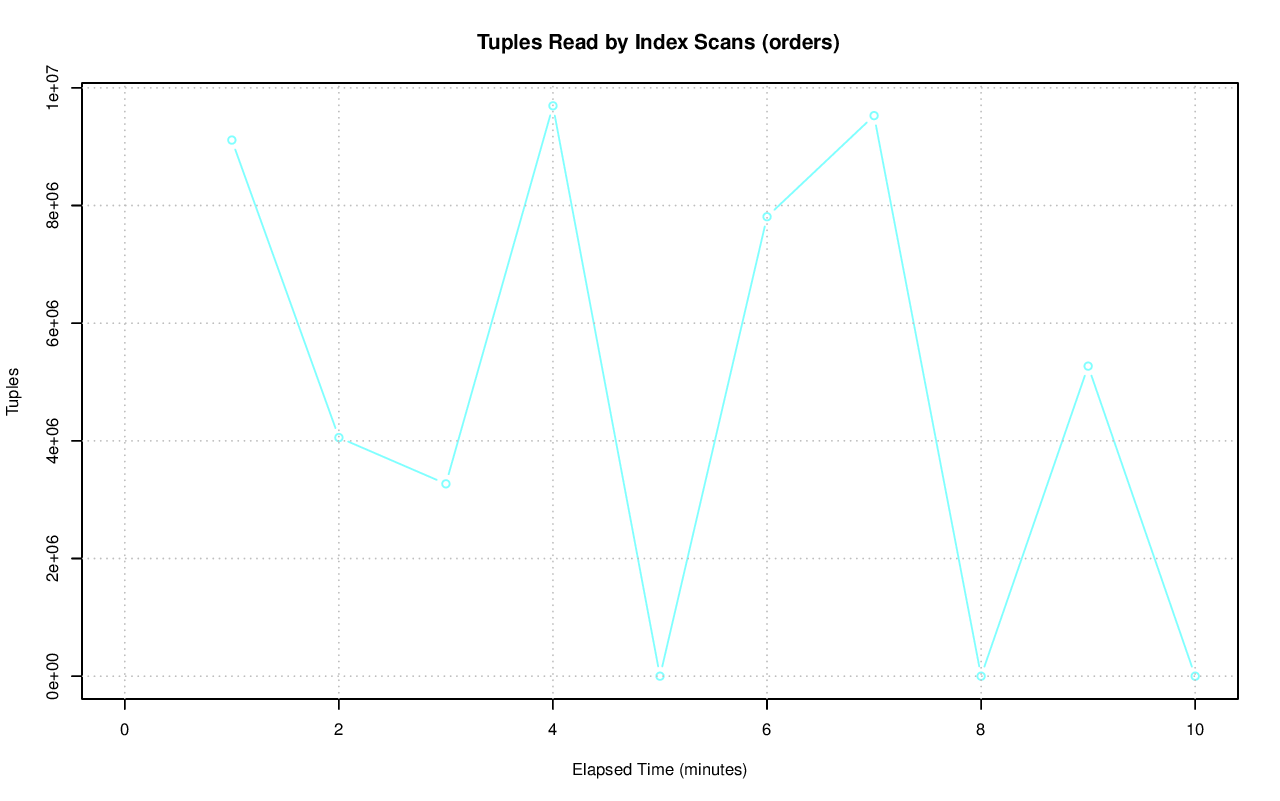 Tuples Read by Index Scans (orders)
1e+07
8e+06
6e+06
4e+06
2e+06
0e+00
Tuples
0 2 4 6 8 10
Elapsed Time (minutes)